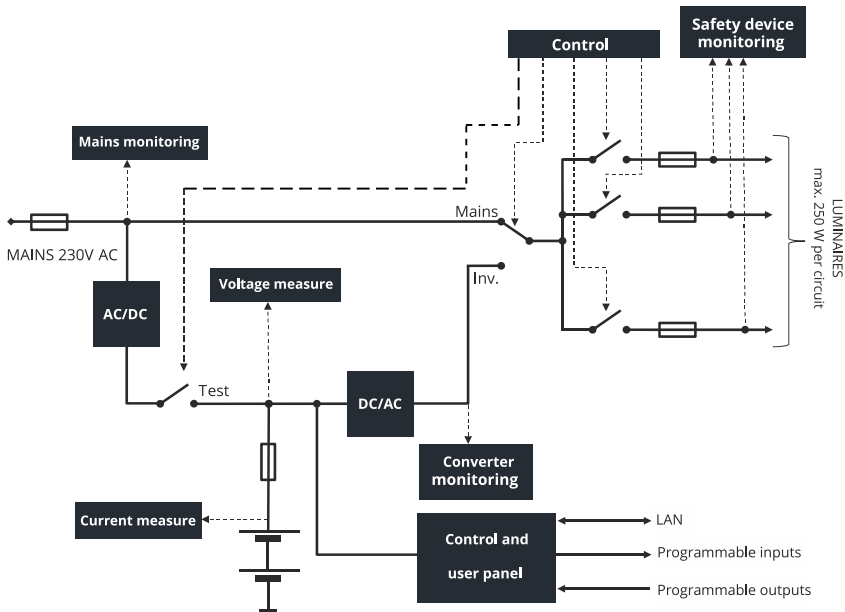 Control
Safety device
monitoring
Mains monitoring
Mains
MAINS 230V AC
Inv.
LUMINAIRES
max. 250 W per circuit
Voltage measure
AC/DC
Test
DC/AC
Converter
monitoring
Current measure
Control and
user panel
LAN
Programmable inputs
Programmable outputs